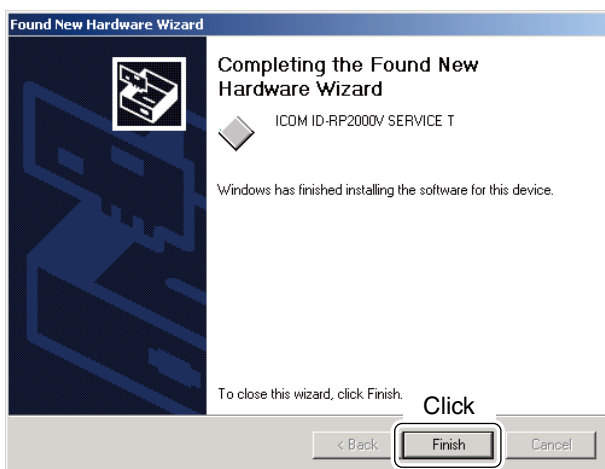 Found New Hardware Wizard
Completing the Found New
Hardware Wizard
ICOM ID-RP2000V SERVICE T
Windows has finished installing the software for this device.
To close this wizard, click Finish.
Click
< Back
Finish
Cancel